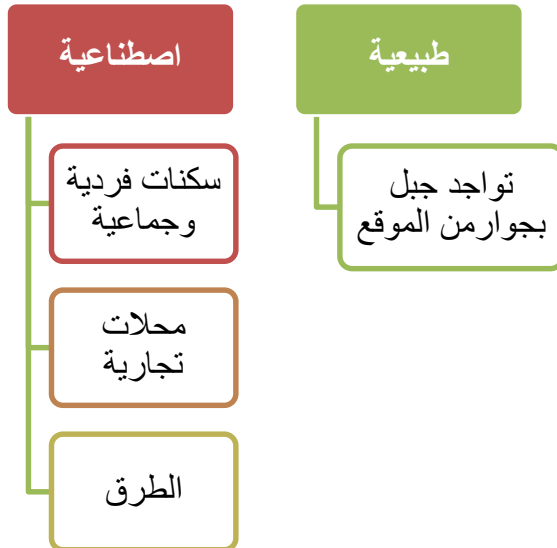 طبيعية
تواجد جبل
بجوارمن الموقع
اصطناعية
سكنات فردية
وجماعية
محلات
تجارية
الطرق